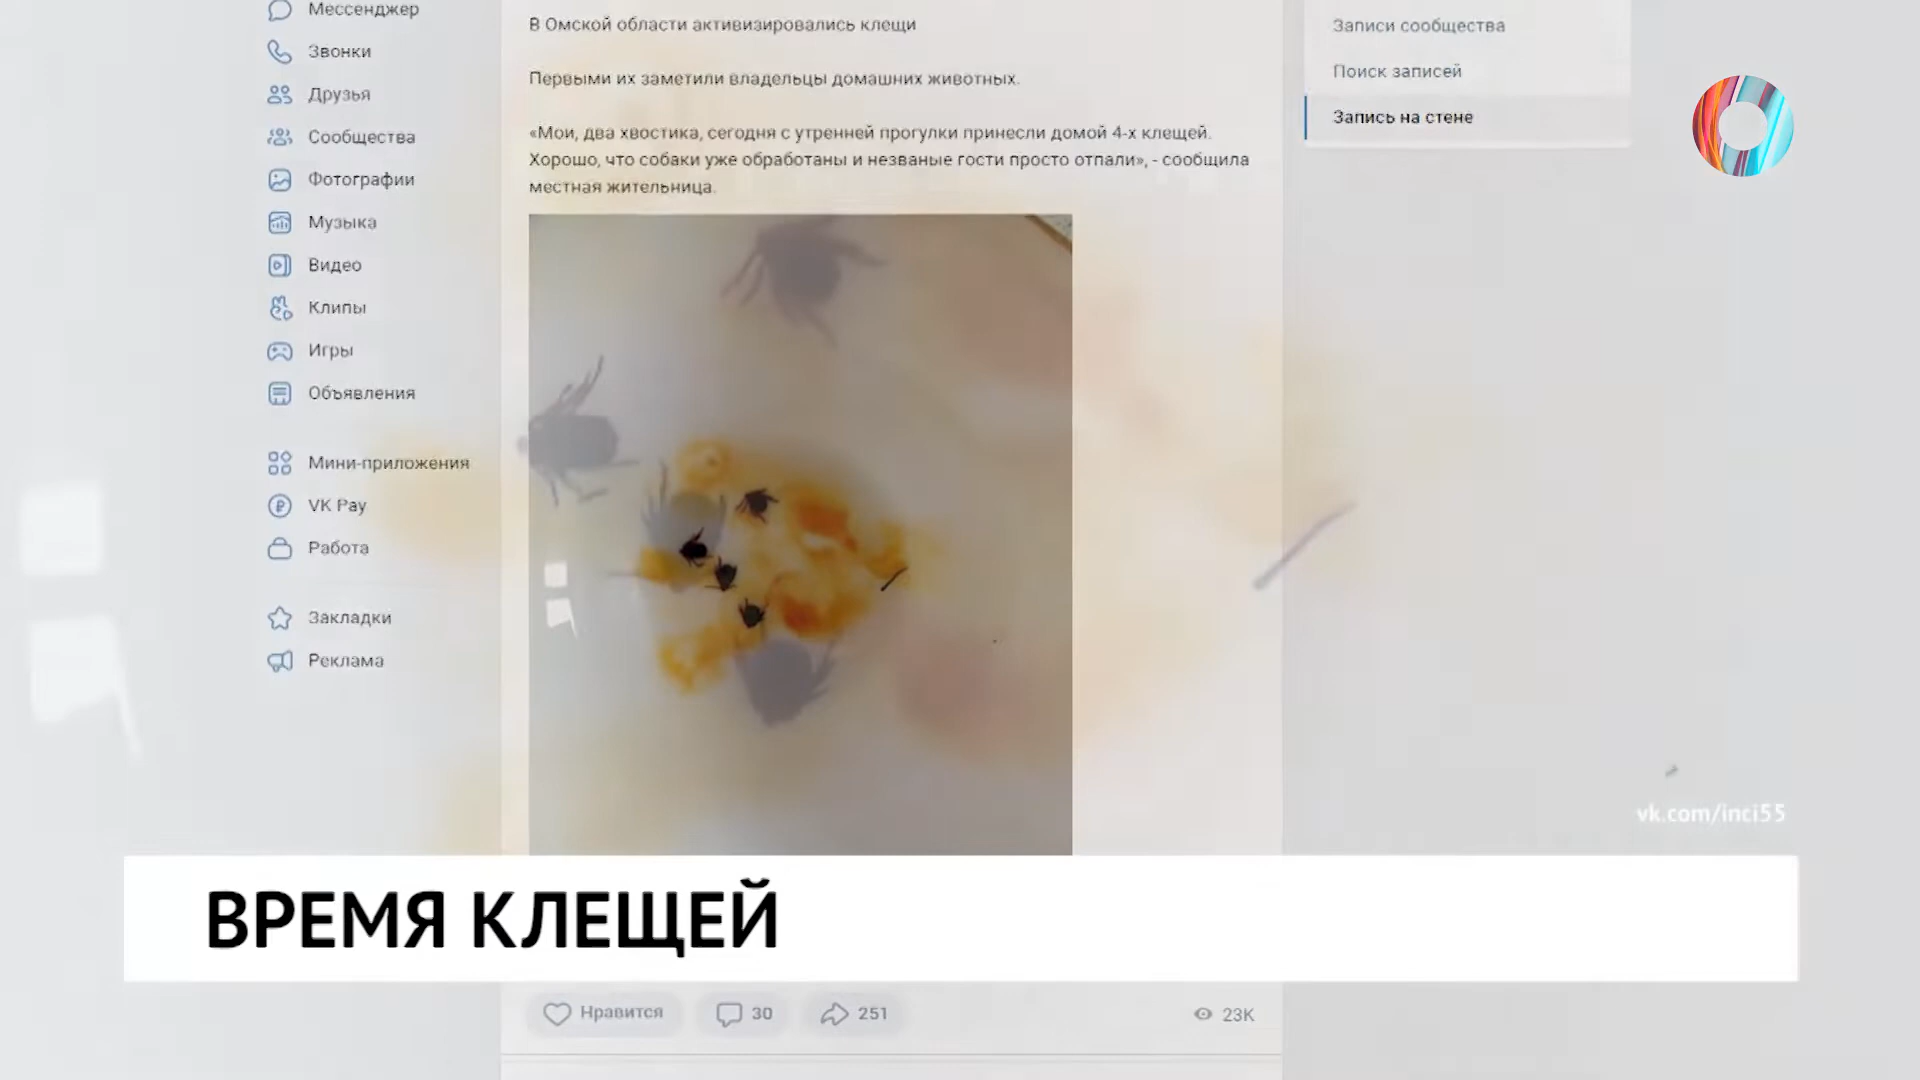 Мессенджер
Звонки
Друзья
Сообщества
Фотографии
Музыка
Видео
Клипы
Игры
Объявления
Мини-приложения
VK Pay
Работа
Закладки
Реклама
В Омской области активизировались клещи
Первыми их заметили владельцы домашних животных.
«Мои, два хвостика, сегодня с утренней прогулки принесли домой 4-х клещей.
Хорошо, что собаки уже обработаны и незваные гости просто отпали», - сообщила
местная жительница.
Записи сообщества
Поиск записей
Запись на стене
vk.com/inci55
ВРЕМЯ КЛЕЩЕЙ
Нравится 30 251 23K